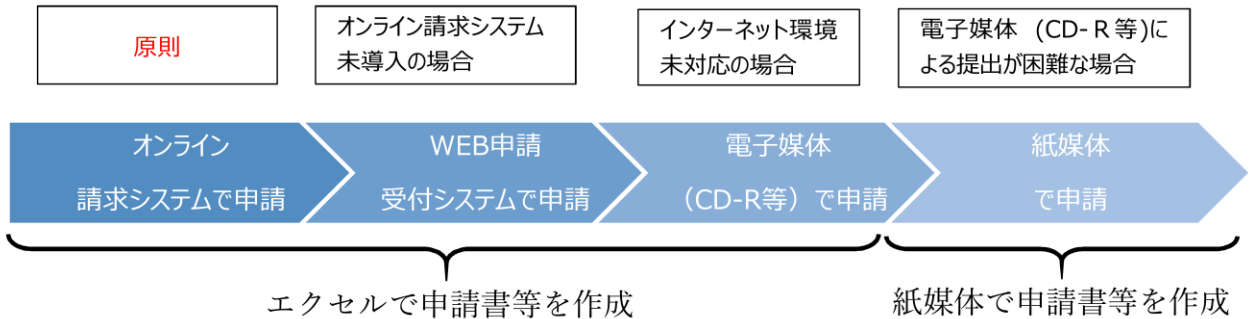 原則
オンライン請求システム
未導入の場合
インターネット環境
未対応の場合
電子媒体 (CD-R等)に
よる提出が困難な場合
オンライン
請求システムで申請
WEB申請
受付システムで申請
電子媒体
（CD-R等）で申請
紙媒体
で申請
エクセルで申請書等を作成
紙媒体で申請書等を作成